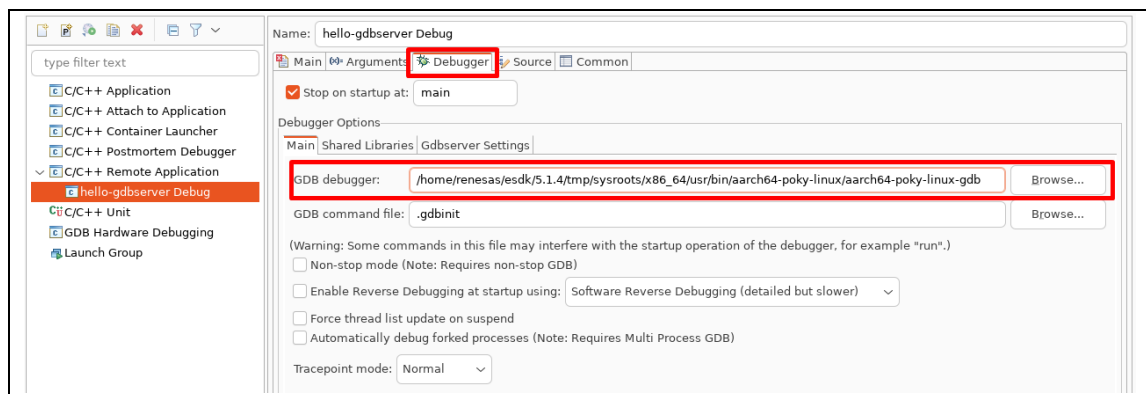 Name: hello-gdbserver Debug
type filter text
C/C++ Application
C/C++ Attach to Application
C/C++ Container Launcher
C/C++ Postmortem Debugger
C/C++ Remote Application
hello-gdbserver Debug
C/C++ Unit
GDB Hardware Debugging
Launch Group
Main Arguments Debugger Source Common
Stop on startup at: main
Debugger Options
Main Shared Libraries Gdbserver Settings
GDB debugger: /home/renesas/esdk/5.1.4/tmp/sysroots/x86_64/usr/bin/aarch64-poky-linux/aarch64-poky-linux-gdb Browse...
GDB command file: .gdbinit Browse...
(Warning: Some commands in this file may interfere with the startup operation of the debugger, for example "run".)
Non-stop mode (Note: Requires non-stop GDB)
Enable Reverse Debugging at startup using: Software Reverse Debugging (detailed but slower)
Force thread list update on suspend
Automatically debug forked processes (Note: Requires Multi Process GDB)
Tracepoint mode: Normal